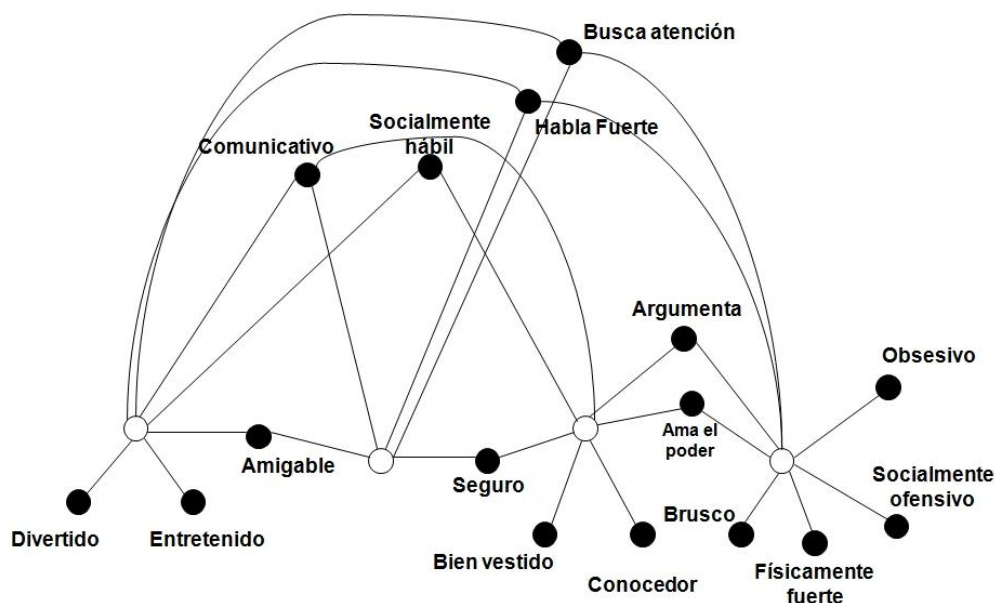 Busca atención
Habla Fuerte
Socialmente
hábil
Comunicativo
Argumenta
Obsesivo
Ama el
poder
Amigable
Seguro
Socialmente
ofensivo
Brusco
Divertido
Entretenido
Bien vestido
Conocedor
Físicamente
fuerte